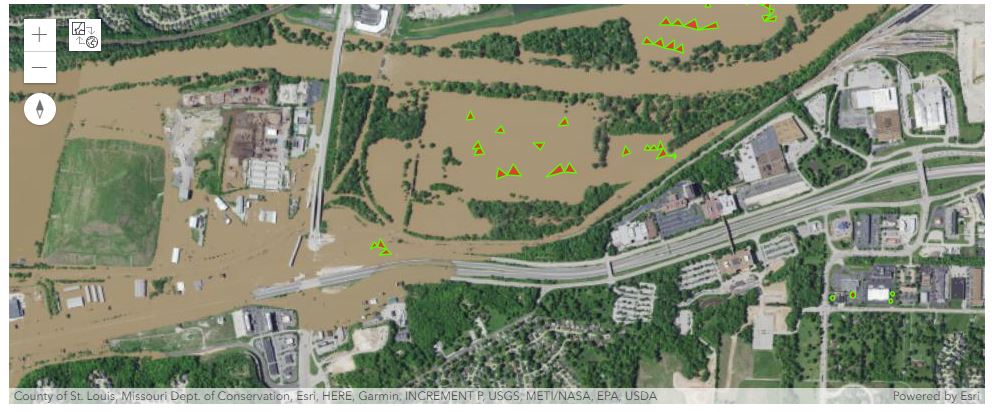 County of St. Louis, Missouri Dept. of Conservation, Esri, HERE, Garmin, INCREMENT P, USGS, METI/NASA, EPA, USDA
Powered by Esri